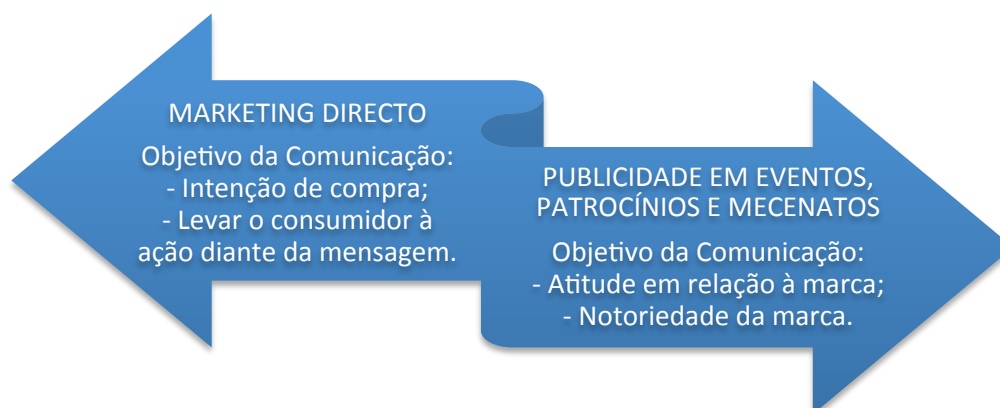 MARKETING DIRECTO
Objetivo da Comunicação:
- Intenção de compra;
- Levar o consumidor à
ação diante da mensagem.
PUBLICIDADE EM EVENTOS,
PATROCÍNIOS E MECENATOS
Objetivo da Comunicação:
- Atitude em relação à marca;
- Notoriedade da marca.